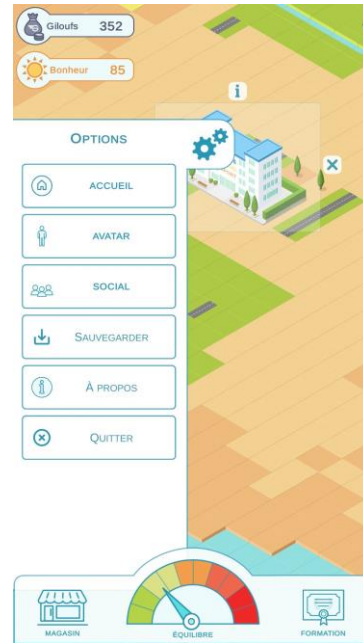 Giloufs 352
Bonheur 85
i
OPTIONS
ACCUEIL
AVATAR
SOCIAL
SAUVEGARDER
À PROPOS
QUITTER
MAGASIN
ÉQUILIBRE
FORMATION